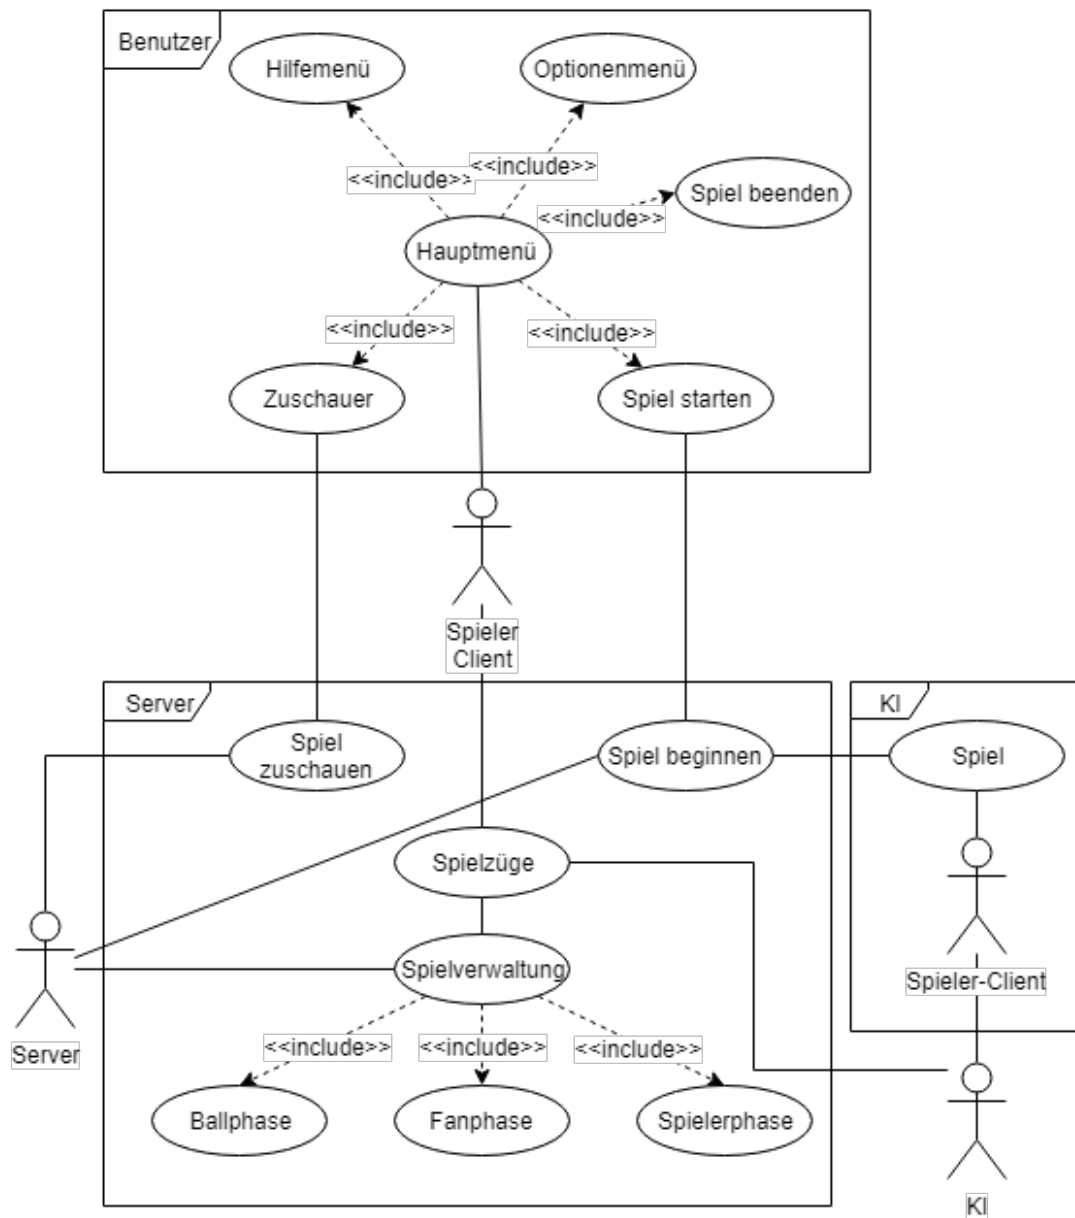 Benutzer
Hilfemenü
Optionenmenü
<<include>>
<<include>>
Spiel beenden
<<include>>
Hauptmenü
<<include>>
<<include>>
Zuschauer
Spiel starten
Spieler
Client
Server
KI
Spiel
zuschauen
Spiel beginnen
Spiel
Spielzüge
Spielverwaltung
Spieler-Client
<<include>>
<<include>>
<<include>>
Server
Ballphase
Fanphase
Spielerphase
KI